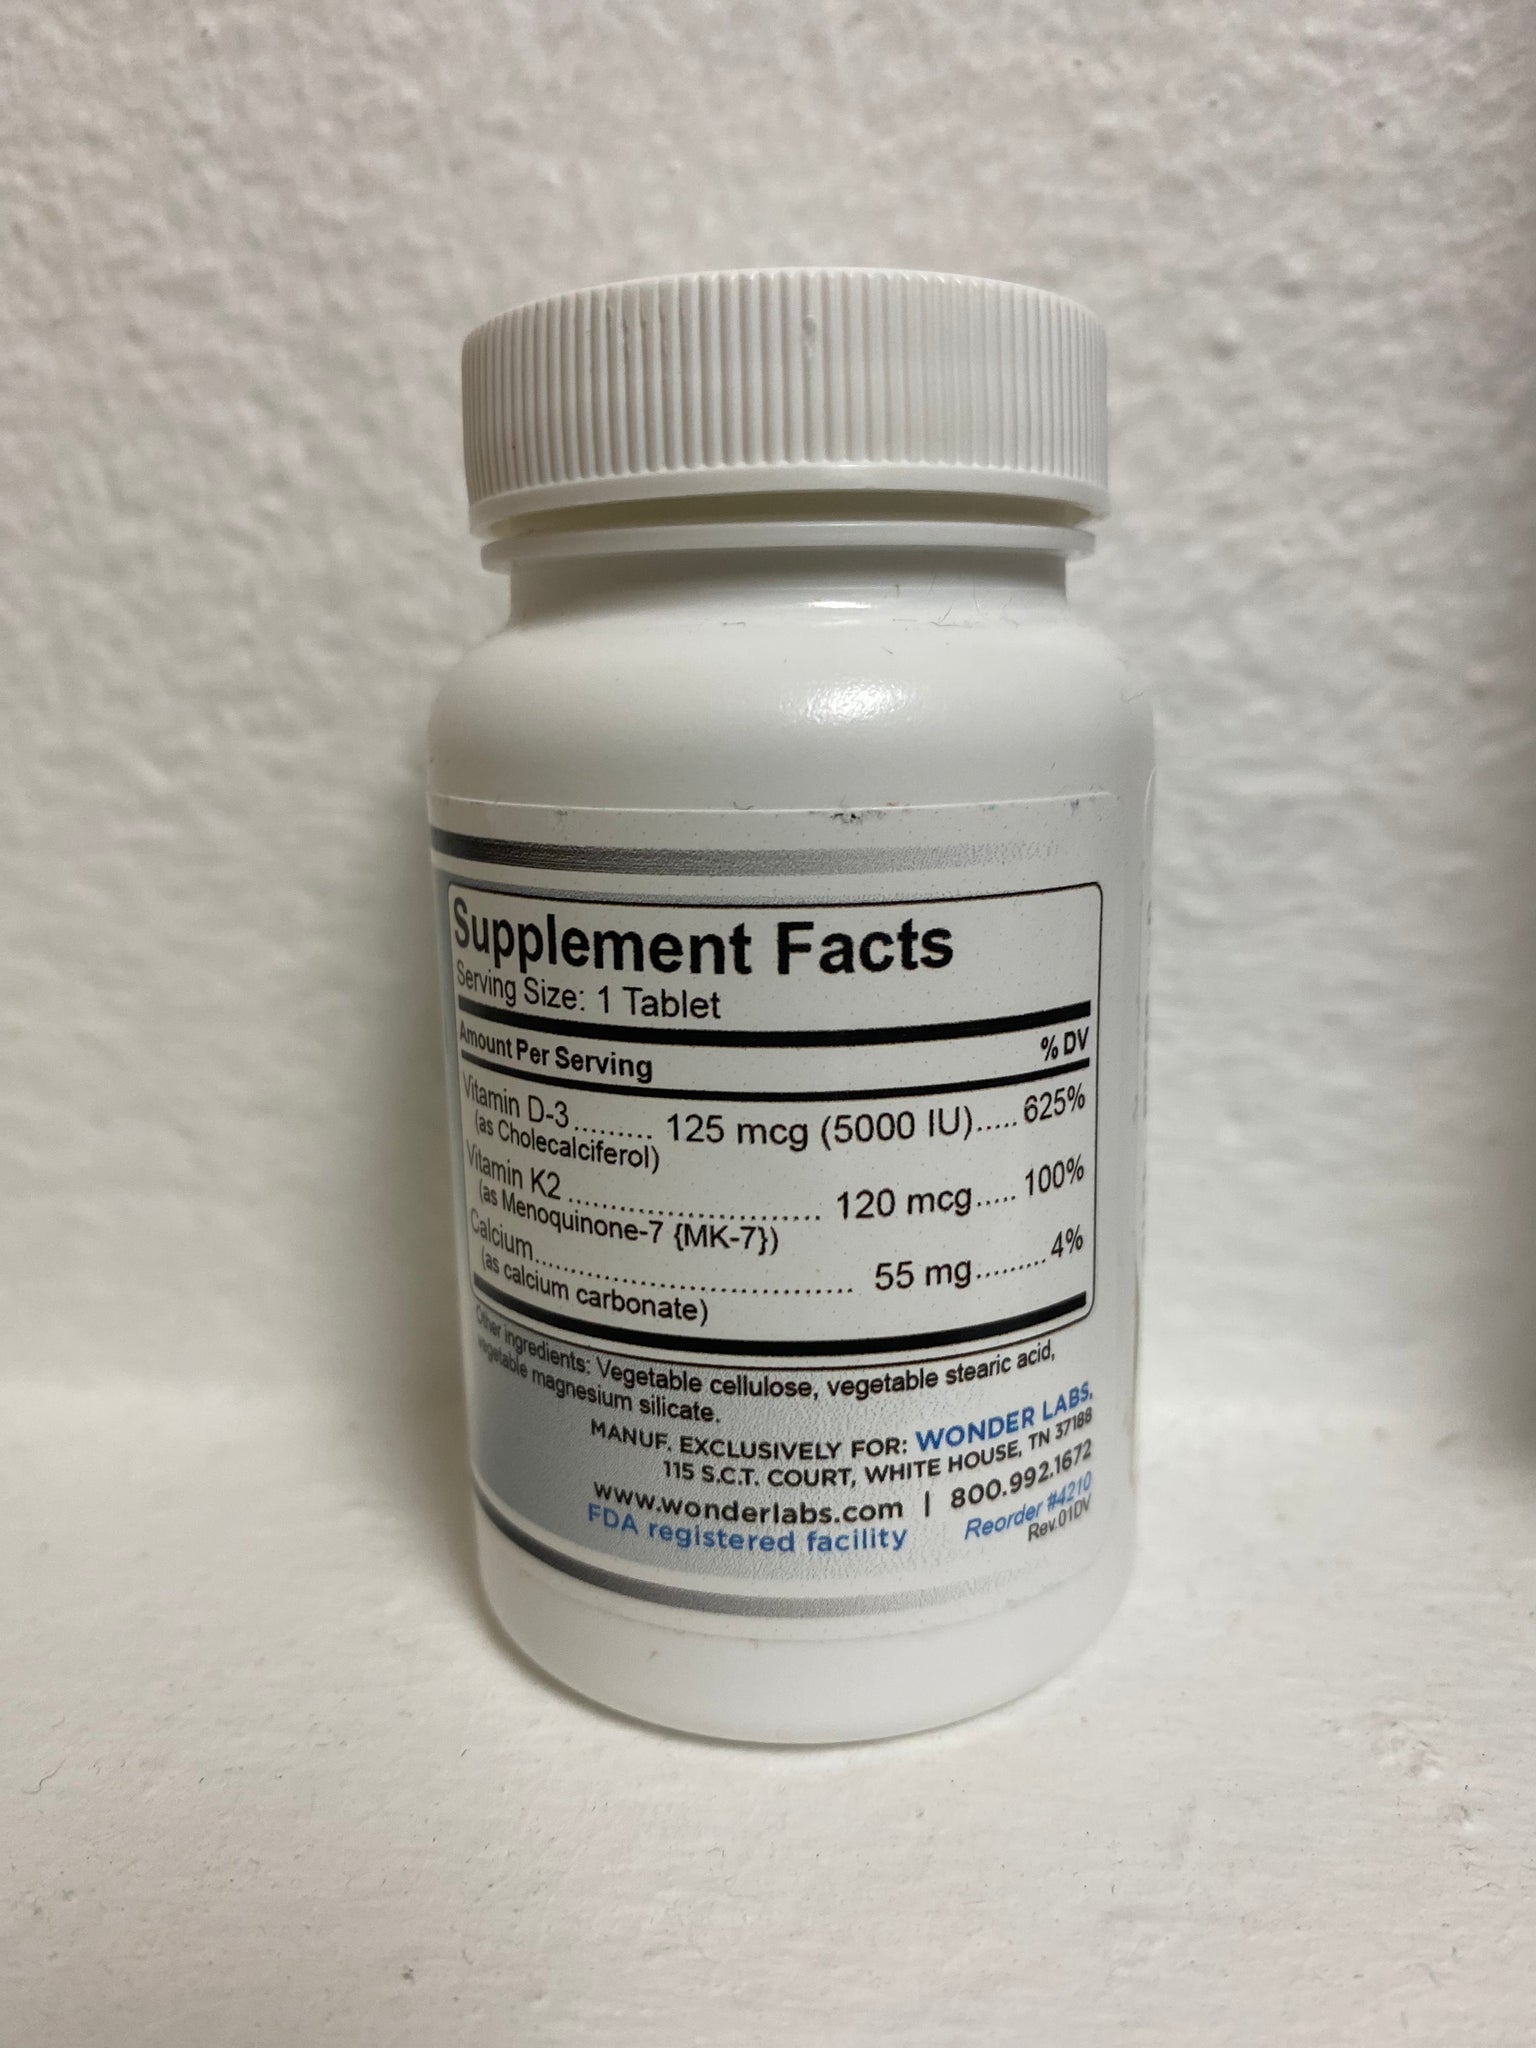 Supplement Facts
Serving Size: 1 Tablet
Amount Per Serving % DV
Vitamin D-3......... 125 mcg (5000 IU)..... 625%
(as Cholecalciferol)
Vitamin K2............................ 120 mcg..... 100%
(as Menoquinone-7 {MK-7})
Calcium................................... 55 mg......... 4%
(as calcium carbonate)
Other ingredients: Vegetable cellulose, vegetable stearic acid,
vegetable magnesium silicate.
MANUF. EXCLUSIVELY FOR: WONDER LABS,
115 S.C.T. COURT, WHITE HOUSE, TN 37188
www.wonderlabs.com | 800.992.1672
FDA registered facility Reorder #4210
Rev.01DV